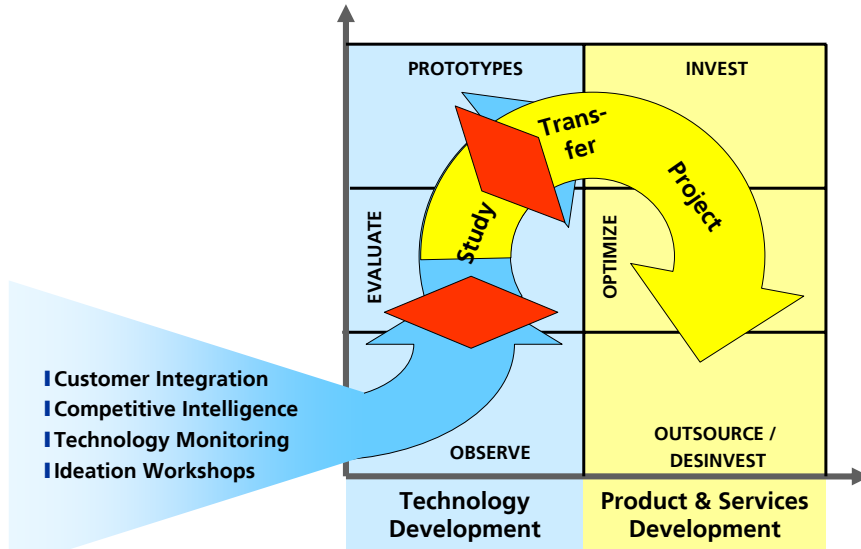 PROTOTYPES
INVEST
Trans-
fer
Project
Study
EVALUATE
OPTIMIZE
Customer Integration
Competitive Intelligence
Technology Monitoring
Ideation Workshops
OBSERVE
OUTSOURCE /
DESINVEST
Technology
Development
Product & Services
Development